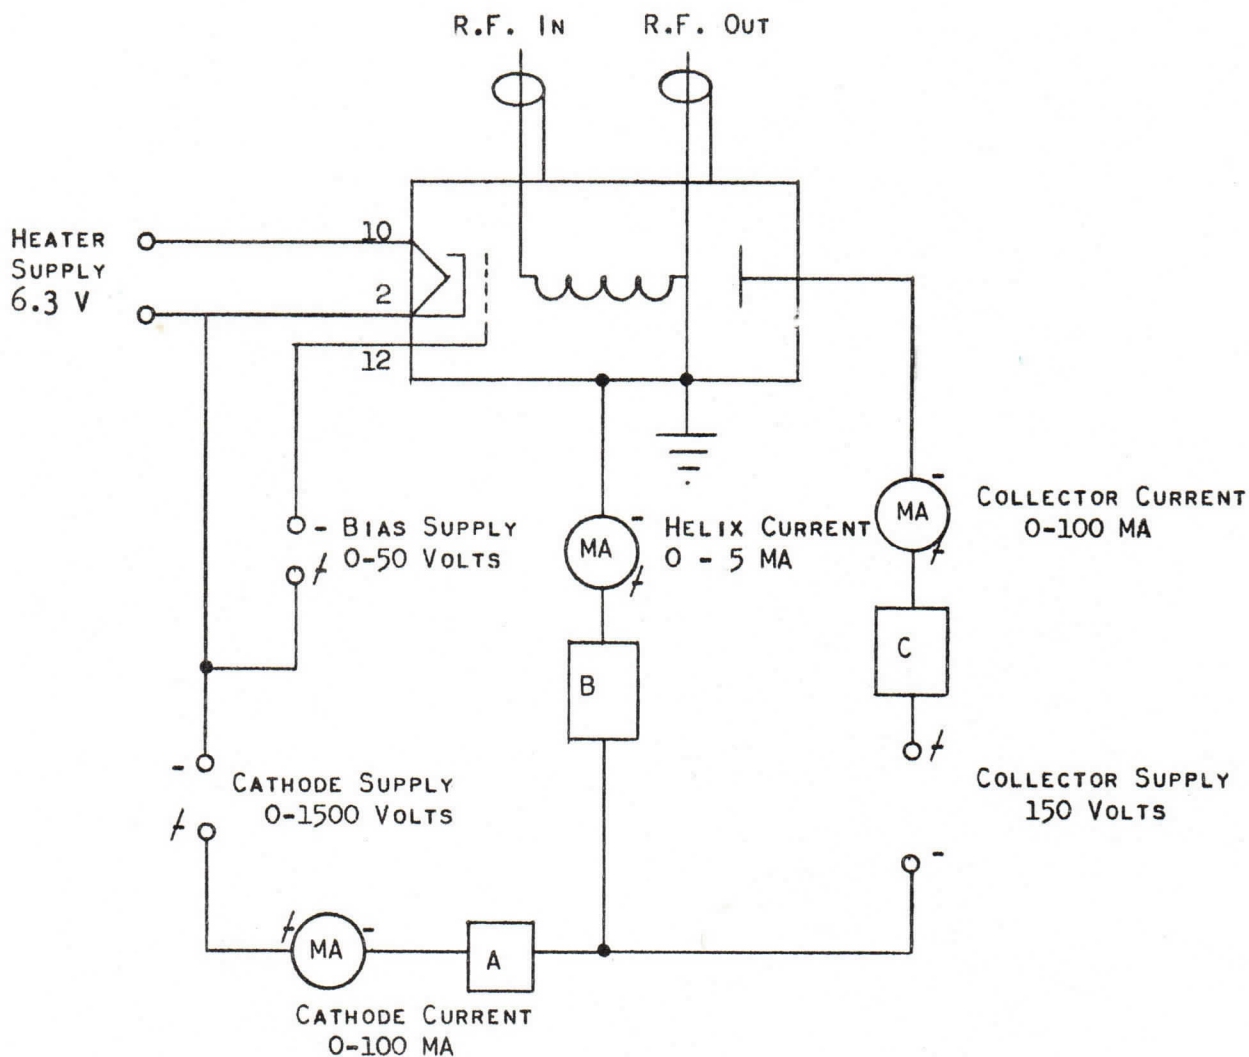 R.F. IN
R.F. OUT
HEATER
SUPPLY
6.3 V
10
2
12
- BIAS SUPPLY
0-50 VOLTS
+
MA
-
+
HELIX CURRENT
0 - 5 MA
MA
-
+
COLLECTOR CURRENT
0-100 MA
B
C
-
+
CATHODE SUPPLY
0-1500 VOLTS
+
-
COLLECTOR SUPPLY
150 VOLTS
+
MA
-
A
CATHODE CURRENT
0-100 MA